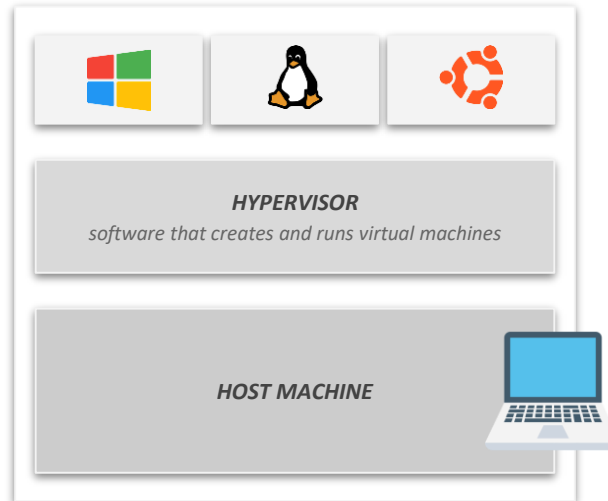 HYPERVISOR
software that creates and runs virtual machines
HOST MACHINE